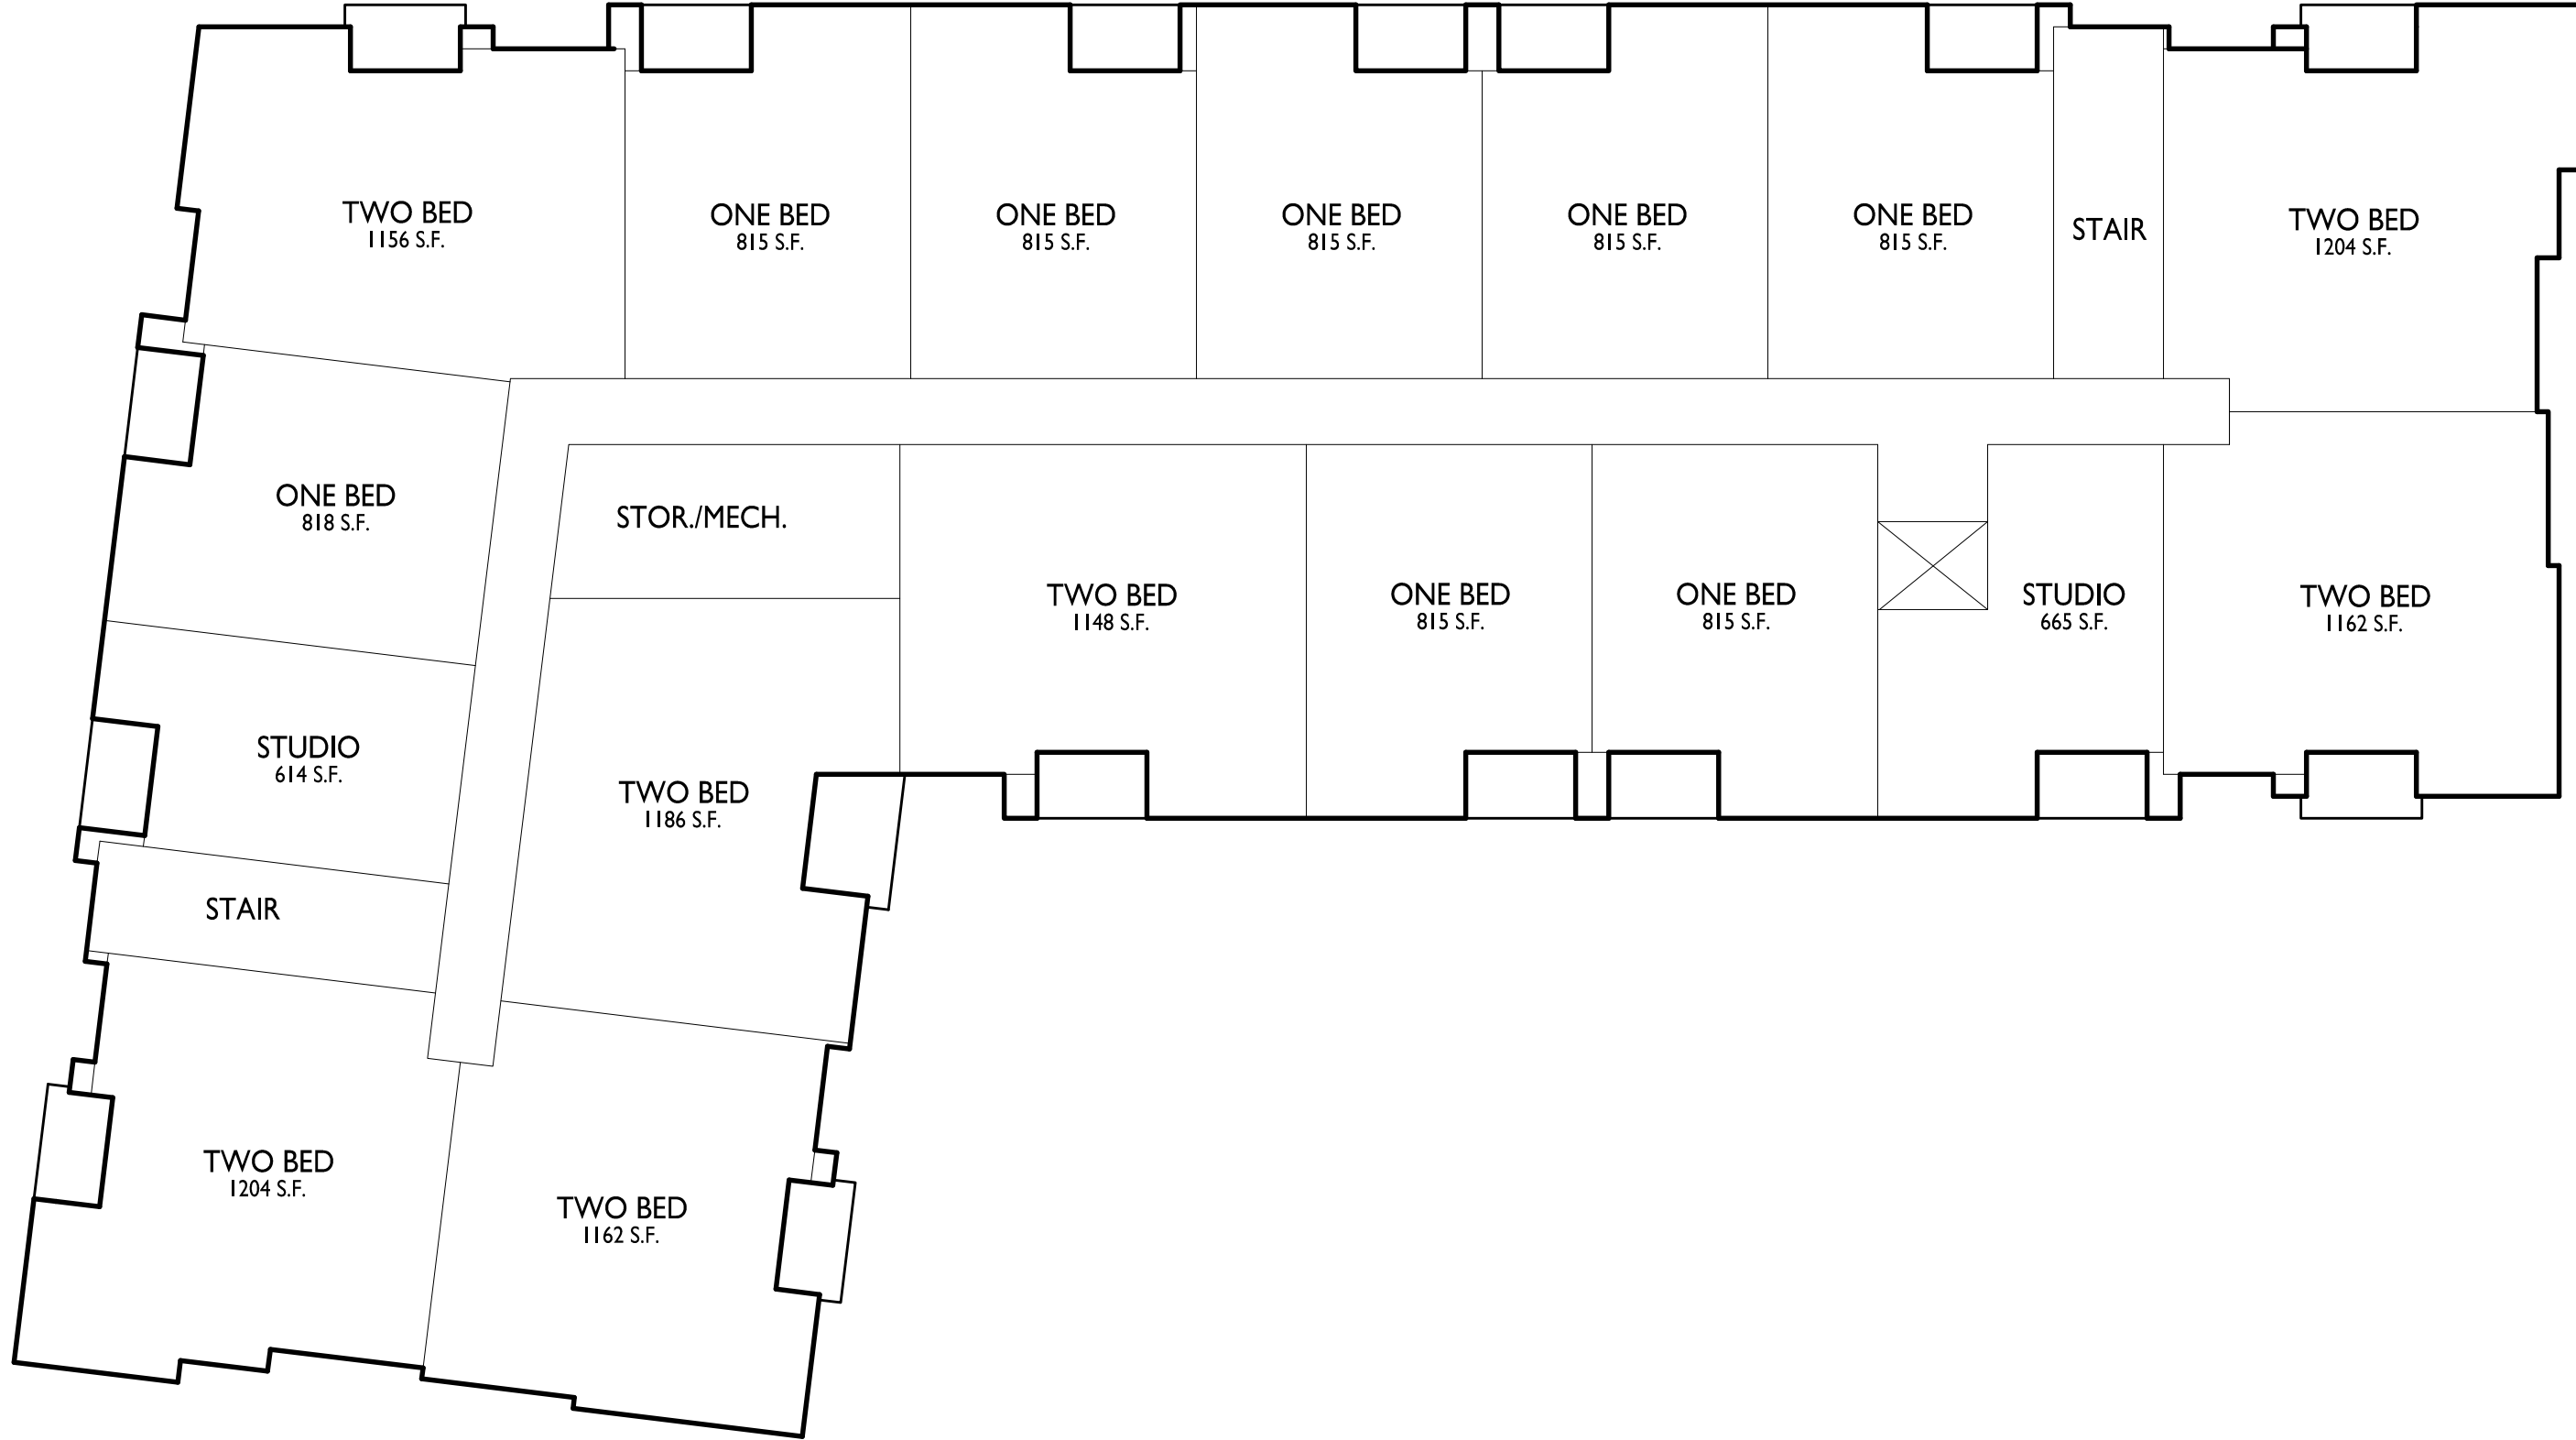 TWO BED
1156 S.F.
ONE BED
815 S.F.
ONE BED
815 S.F.
ONE BED
815 S.F.
ONE BED
815 S.F.
ONE BED
815 S.F.
STAIR
TWO BED
1204 S.F.
ONE BED
818 S.F.
STOR./MECH.
TWO BED
1148 S.F.
ONE BED
815 S.F.
ONE BED
815 S.F.
STUDIO
665 S.F.
TWO BED
1162 S.F.
STUDIO
614 S.F.
TWO BED
1186 S.F.
STAIR
TWO BED
1204 S.F.
TWO BED
1162 S.F.